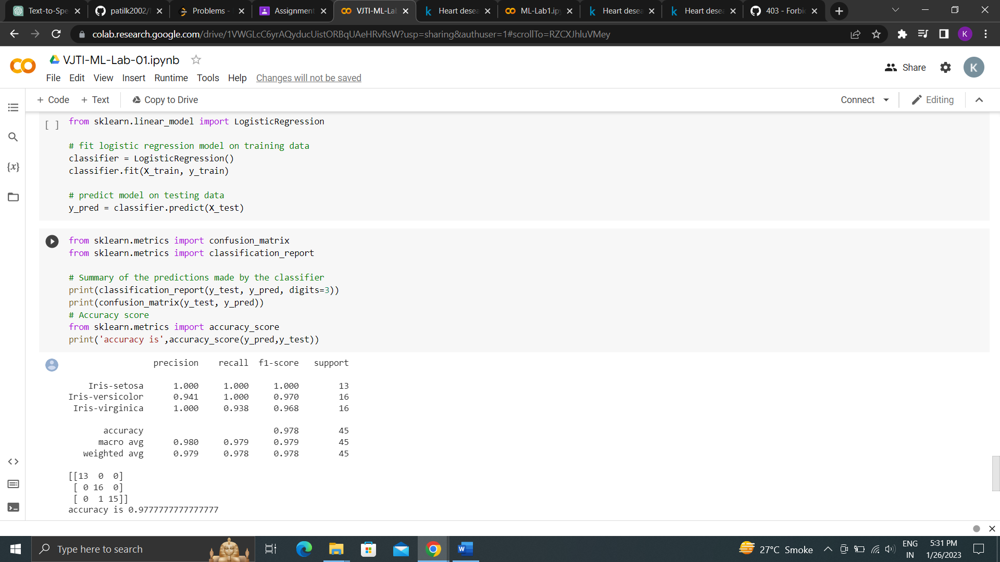 Text-to-Spe
patilk2002/
Problems -
Assignment
VJTI-ML-La
Heart desea
ML-Lab1.ipy
Heart desea
Heart desea
403 - Forbi
colab.research.google.com/drive/1VWGLcC6yrAQyducUistORBqUAeHRvRsW?usp=sharing&authuser=1#scrollTo=RZCXJhluVMey
K
VJTI-ML-Lab-01.ipynb
Share
K
File Edit View Insert Runtime Tools Help Changes will not be saved
+ Code + Text Copy to Drive Connect Editing
[ ] from sklearn.linear_model import LogisticRegression
# fit logistic regression model on training data
classifier = LogisticRegression()
classifier.fit(X_train, y_train)
# predict model on testing data
y_pred = classifier.predict(X_test)
{x}
from sklearn.metrics import confusion_matrix
from sklearn.metrics import classification_report
# Summary of the predictions made by the classifier
print(classification_report(y_test, y_pred, digits=3))
print(confusion_matrix(y_test, y_pred))
# Accuracy score
from sklearn.metrics import accuracy_score
print('accuracy is',accuracy_score(y_pred,y_test))
precision recall f1-score support
Iris-setosa 1.000 1.000 1.000 13
Iris-versicolor 0.941 1.000 0.970 16
Iris-virginica 1.000 0.938 0.968 16
accuracy 0.978 45
macro avg 0.980 0.979 0.979 45
weighted avg 0.979 0.978 0.978 45
[[13 0 0]
[ 0 16 0]
[ 0 1 15]]
accuracy is 0.9777777777777777
Type here to search
W
27°C Smoke
ENG
IN
5:31 PM
1/26/2023